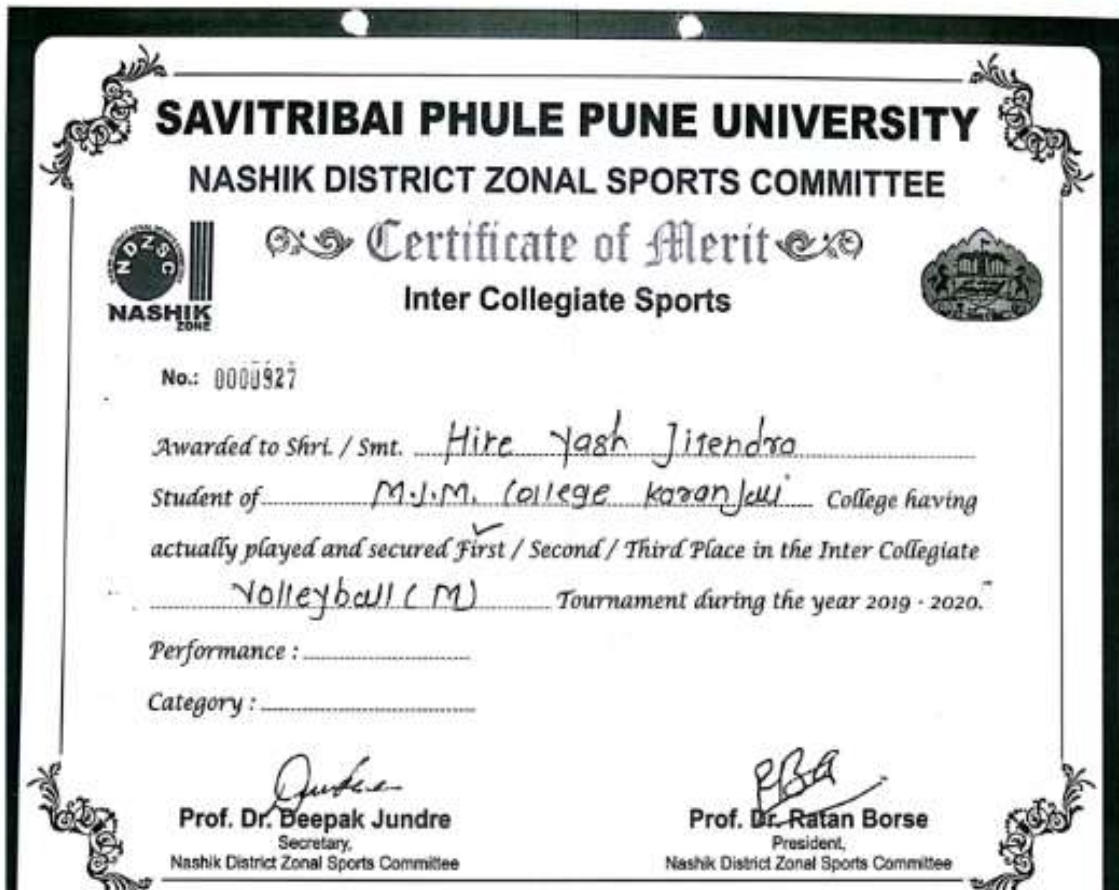 SAVITRIBAI PHULE PUNE UNIVERSITY
NASHIK DISTRICT ZONAL SPORTS COMMITTEE
Certificate of Merit
NDZSC
NASHIK
ZONE
Inter Collegiate Sports
No.: 0000927
Awarded to Shri. / Smt. Hire Yash Jitendra
Student of M.J.M. College Karanjali College having
actually played and secured First / Second / Third Place in the Inter Collegiate
Volleyball (M) Tournament during the year 2019 - 2020.
Performance :
Category :
Prof. Dr. Deepak Jundre
Secretary,
Nashik District Zonal Sports Committee
Prof. Dr. Ratan Borse
President,
Nashik District Zonal Sports Committee